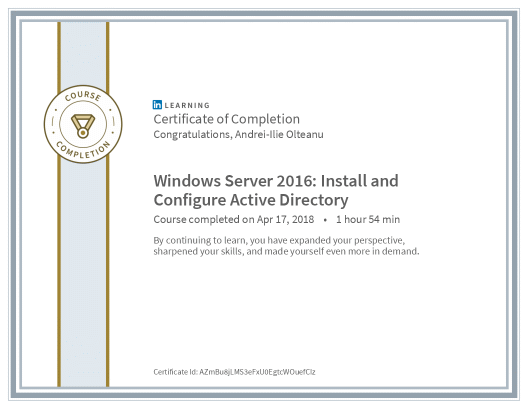 COURSE
COMPLETION
in LEARNING
Certificate of Completion
Congratulations, Andrei-Ilie Olteanu
Windows Server 2016: Install and
Configure Active Directory
Course completed on Apr 17, 2018 • 1 hour 54 min
By continuing to learn, you have expanded your perspective,
sharpened your skills, and made yourself even more in demand.
Certificate Id: AZmBu8jLMS3eFxU0EgtcWOuefClz